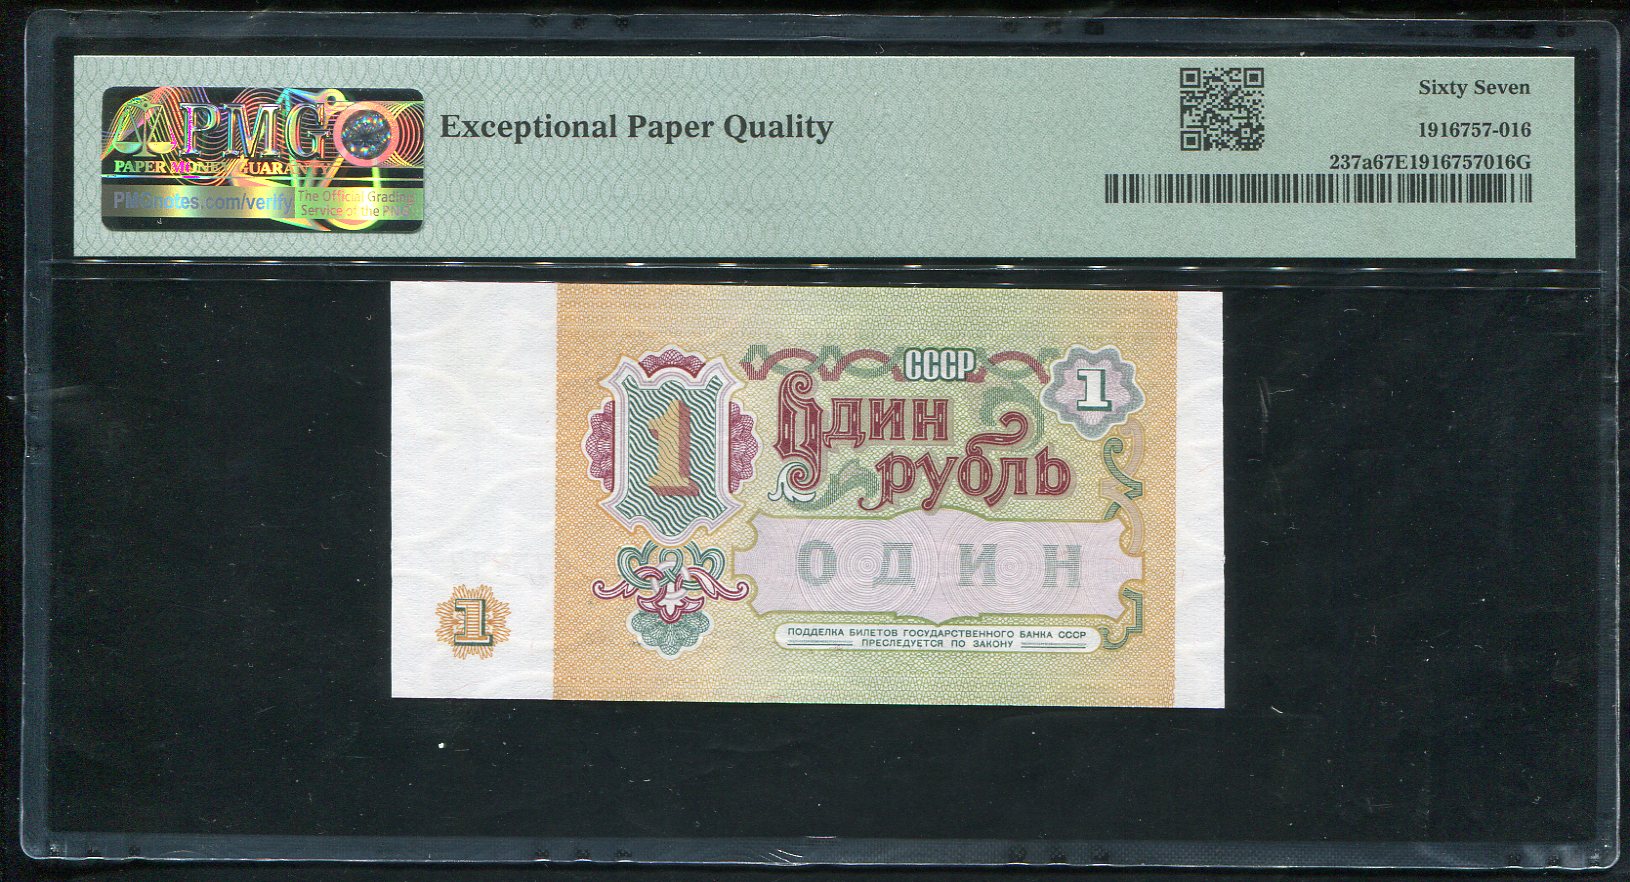 PMG
PAPER MONEY GUARANTY
PMGnotes.com/verify
The Official Grading
Service of the PNG
Exceptional Paper Quality
Sixty Seven
1916757-016
237a67E1916757016G
СССР
1
1
Один
рубль
ОДИН
1
ПОДДЕЛКА БИЛЕТОВ ГОСУДАРСТВЕННОГО БАНКА СССР
ПРЕСЛЕДУЕТСЯ ПО ЗАКОНУ